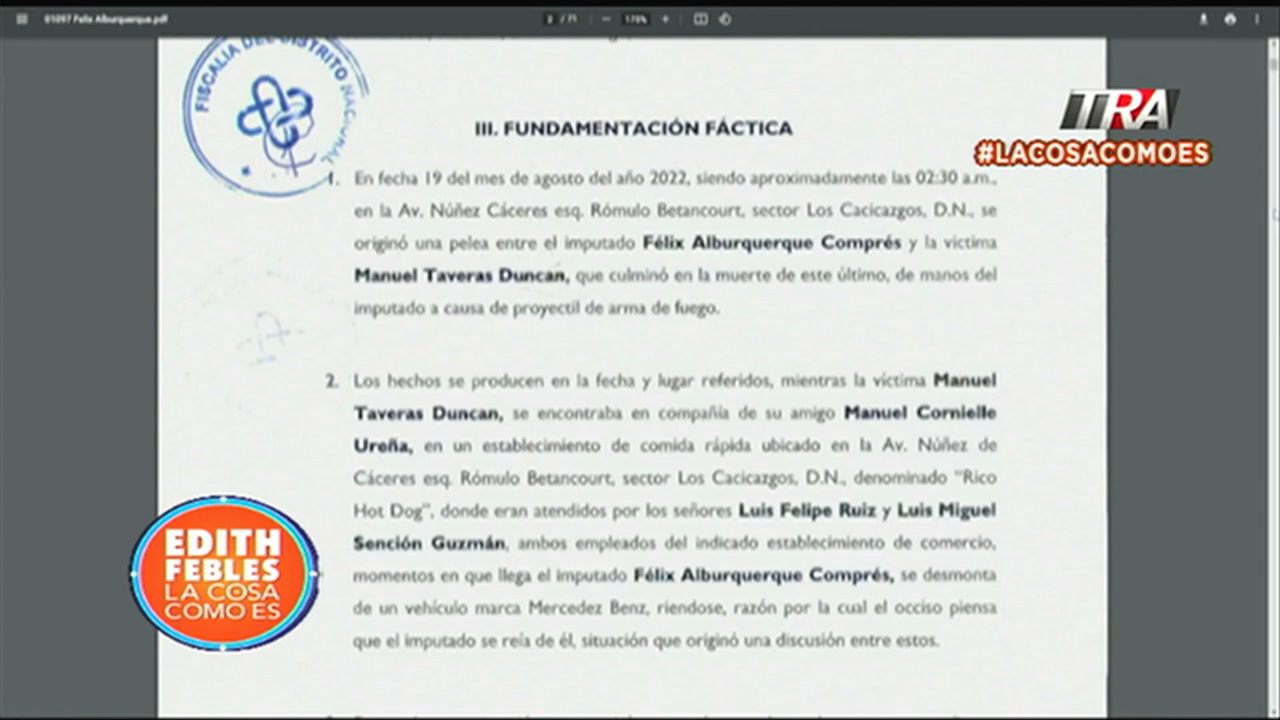 01097 Felix Alburquerque.pdf
2 / 71
170%
FISCALIA DEL DISTRITO NACIONAL
III. FUNDAMENTACIÓN FÁCTICA
TRA
#LACOSACOMOES
1. En fecha 19 del mes de agosto del año 2022, siendo aproximadamente las 02:30 a.m.,
en la Av. Núñez Cáceres esq. Rómulo Betancourt, sector Los Cacicazgos, D.N., se
originó una pelea entre el imputado Félix Alburquerque Comprés y la víctima
Manuel Taveras Duncan, que culminó en la muerte de este último, de manos del
imputado a causa de proyectil de arma de fuego.
2. Los hechos se producen en la fecha y lugar referidos, mientras la víctima Manuel
Taveras Duncan, se encontraba en compañía de su amigo Manuel Cornielle
Ureña, en un establecimiento de comida rápida ubicado en la Av. Núñez de
Cáceres esq. Rómulo Betancourt, sector Los Cacicazgos, D.N., denominado "Rico
Hot Dog", donde eran atendidos por los señores Luis Felipe Ruiz y Luis Miguel
Sención Guzmán, ambos empleados del indicado establecimiento de comercio,
momentos en que llega el imputado Félix Alburquerque Comprés, se desmonta
de un vehículo marca Mercedez Benz, riendose, razón por la cual el occiso piensa
que el imputado se reía de él, situación que originó una discusión entre estos.
EDITH
FEBLES
LA COSA
COMO ES